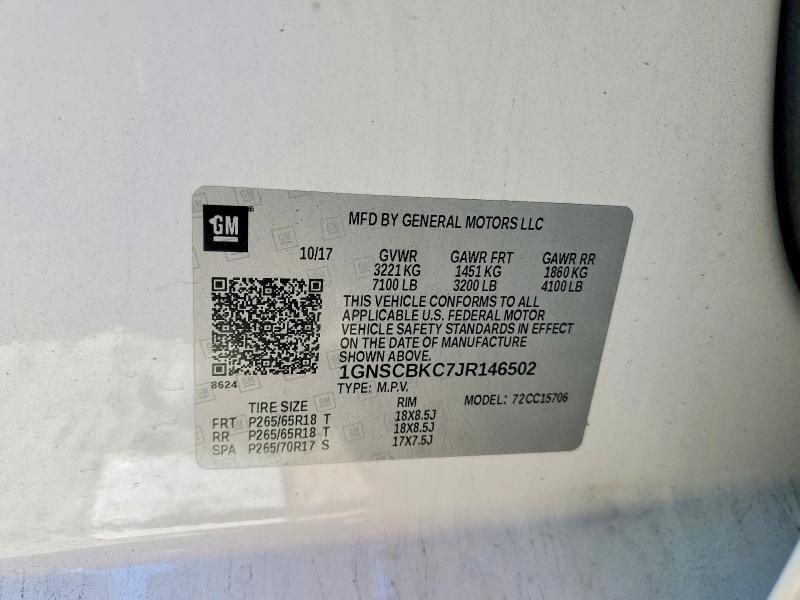 GM
MFD BY GENERAL MOTORS LLC
10/17 GVWR GAWR FRT GAWR RR
3221 KG 1451 KG 1860 KG
7100 LB 3200 LB 4100 LB
THIS VEHICLE CONFORMS TO ALL
APPLICABLE U.S. FEDERAL MOTOR
VEHICLE SAFETY STANDARDS IN EFFECT
ON THE DATE OF MANUFACTURE
SHOWN ABOVE.
1GNSCBKC7JR146502
8624
TYPE: M.P.V. MODEL: 72CC15706
TIRE SIZE RIM
FRT P265/65R18 T 18X8.5J
RR P265/65R18 T 18X8.5J
SPA P265/70R17 S 17X7.5J